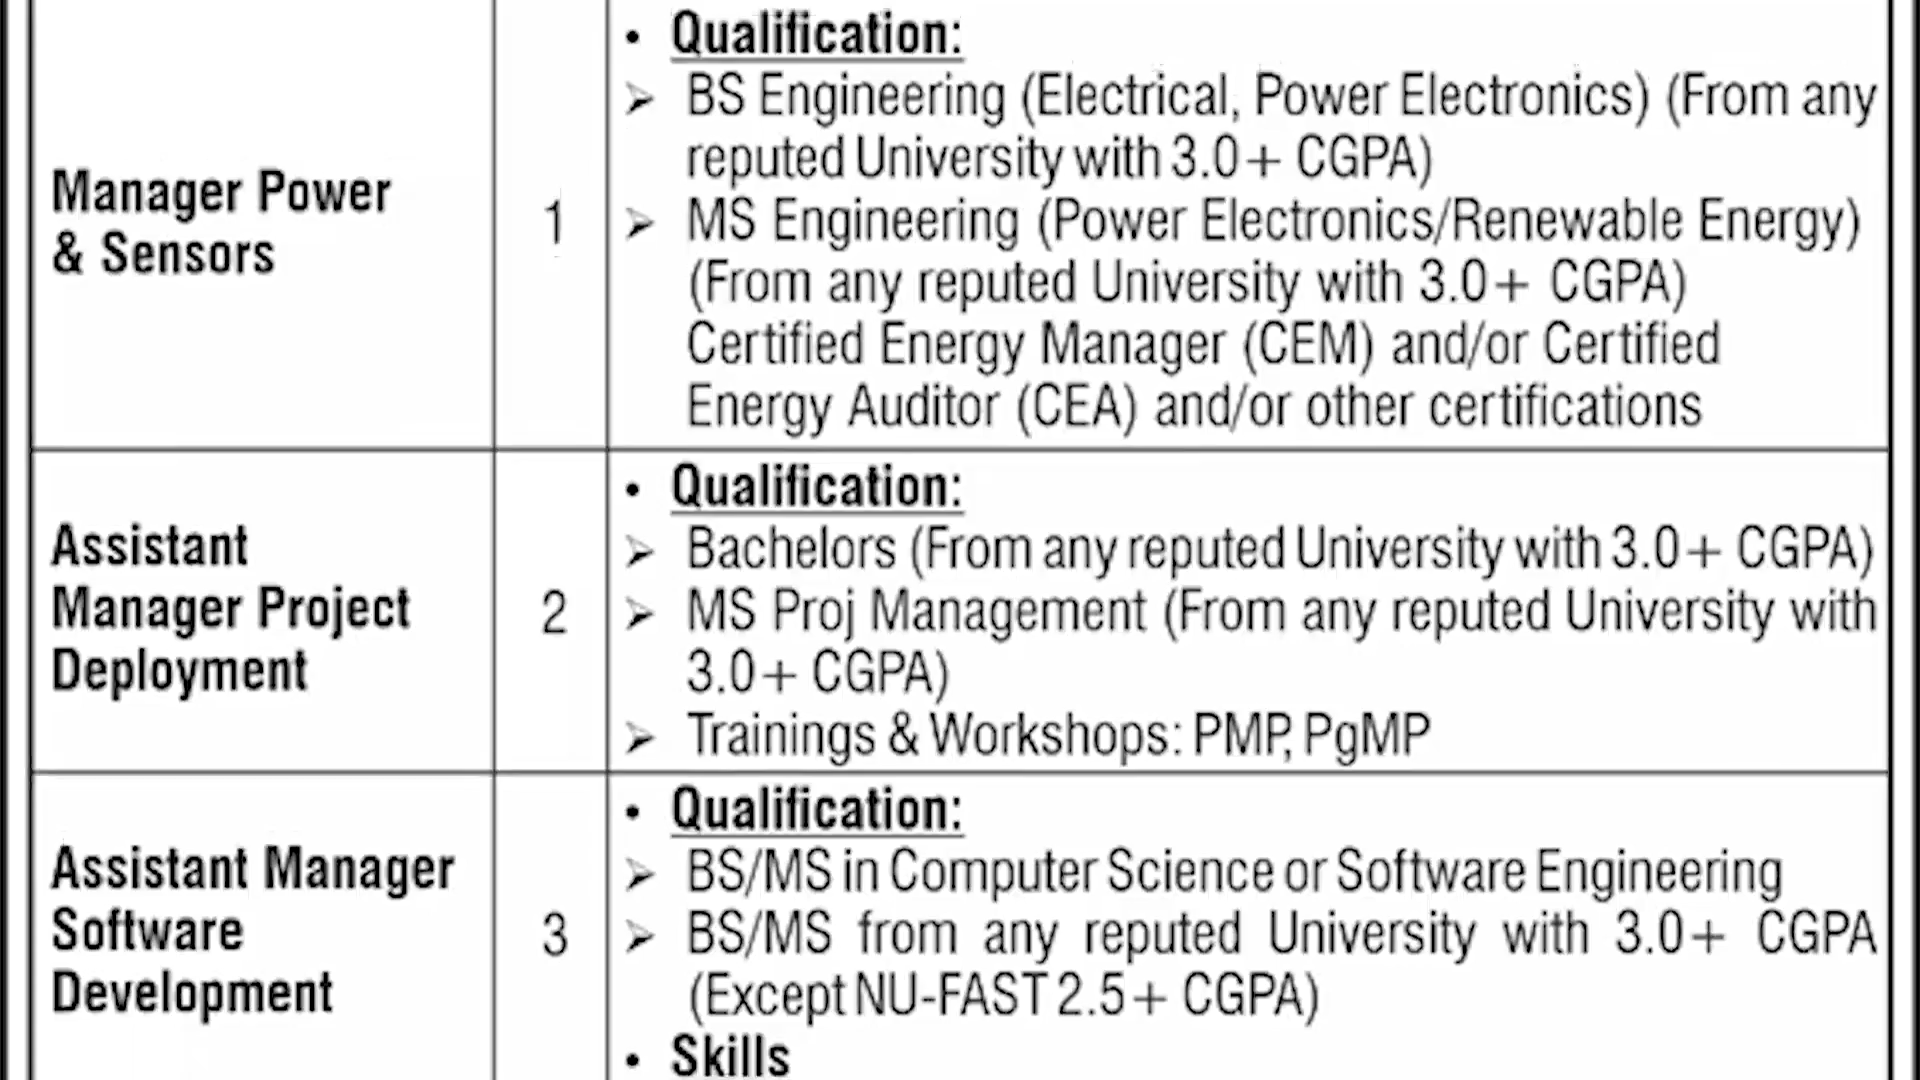 • Qualification:
➢ BS Engineering (Electrical, Power Electronics) (From any
reputed University with 3.0+ CGPA)
Manager Power
& Sensors
1
➢ MS Engineering (Power Electronics/Renewable Energy)
(From any reputed University with 3.0+ CGPA)
Certified Energy Manager (CEM) and/or Certified
Energy Auditor (CEA) and/or other certifications
Assistant
Manager Project
Deployment
2
• Qualification:
➢ Bachelors (From any reputed University with 3.0+ CGPA)
➢ MS Proj Management (From any reputed University with
3.0+ CGPA)
➢ Trainings & Workshops: PMP, PgMP
Assistant Manager
Software
Development
3
• Qualification:
➢ BS/MS in Computer Science or Software Engineering
➢ BS/MS from any reputed University with 3.0+ CGPA
(Except NU-FAST 2.5+ CGPA)
• Skills